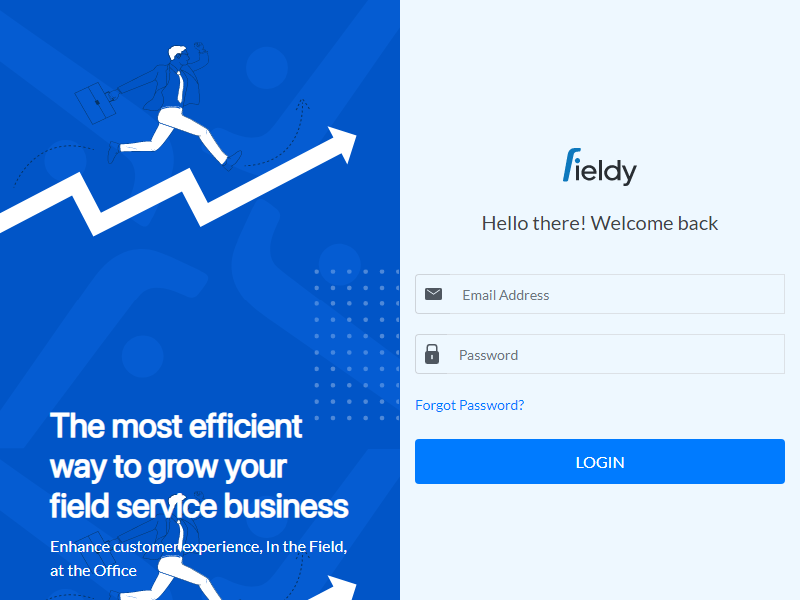 The most efficient
way to grow your
field service business
Enhance customer experience, In the Field,
at the Office
fieldy
Hello there! Welcome back
Email Address
Password
Forgot Password?
LOGIN